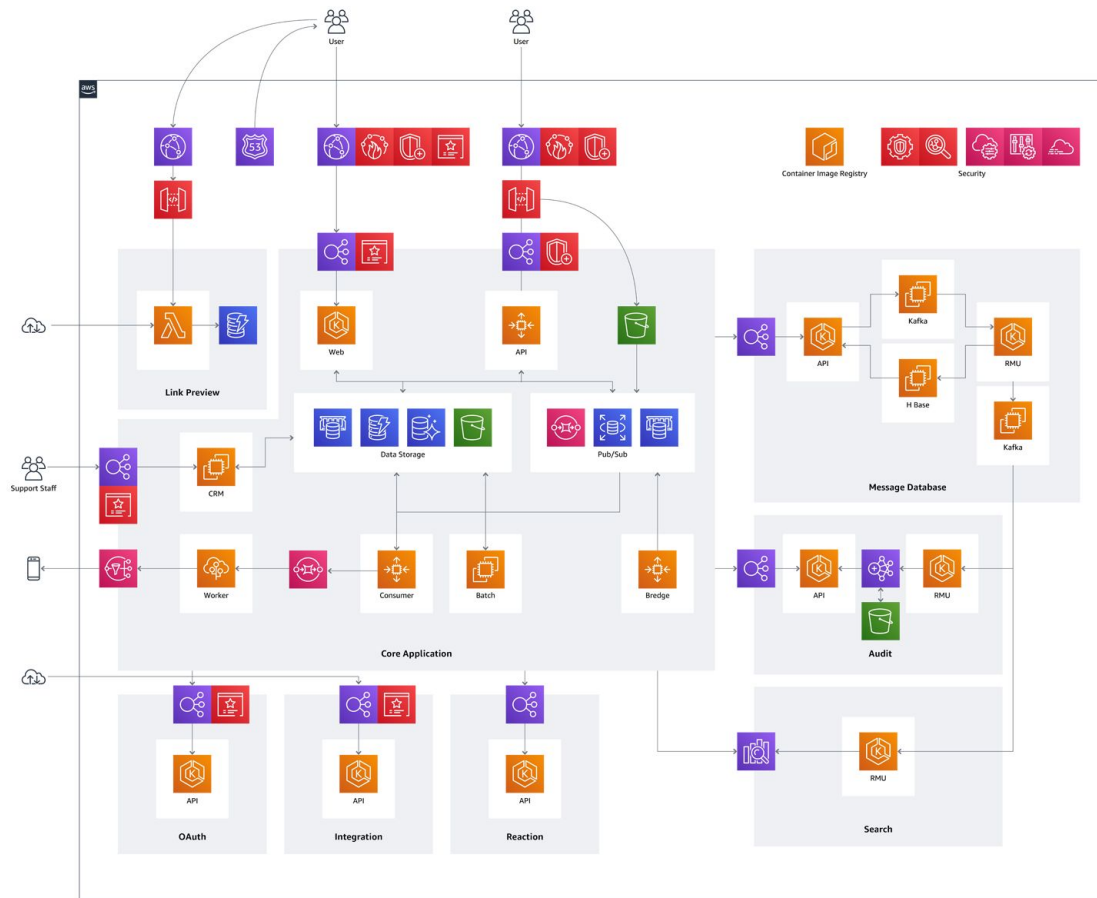 User
User
aws
53
Container Image Registry
Security
Web
API
Link Preview
Kafka
API
RMU
H Base
Kafka
Message Database
Data Storage
Pub/Sub
Support Staff
CRM
Worker
Consumer
Batch
Bredge
Core Application
API
RMU
Audit
API
OAuth
API
Integration
API
Reaction
RMU
Search